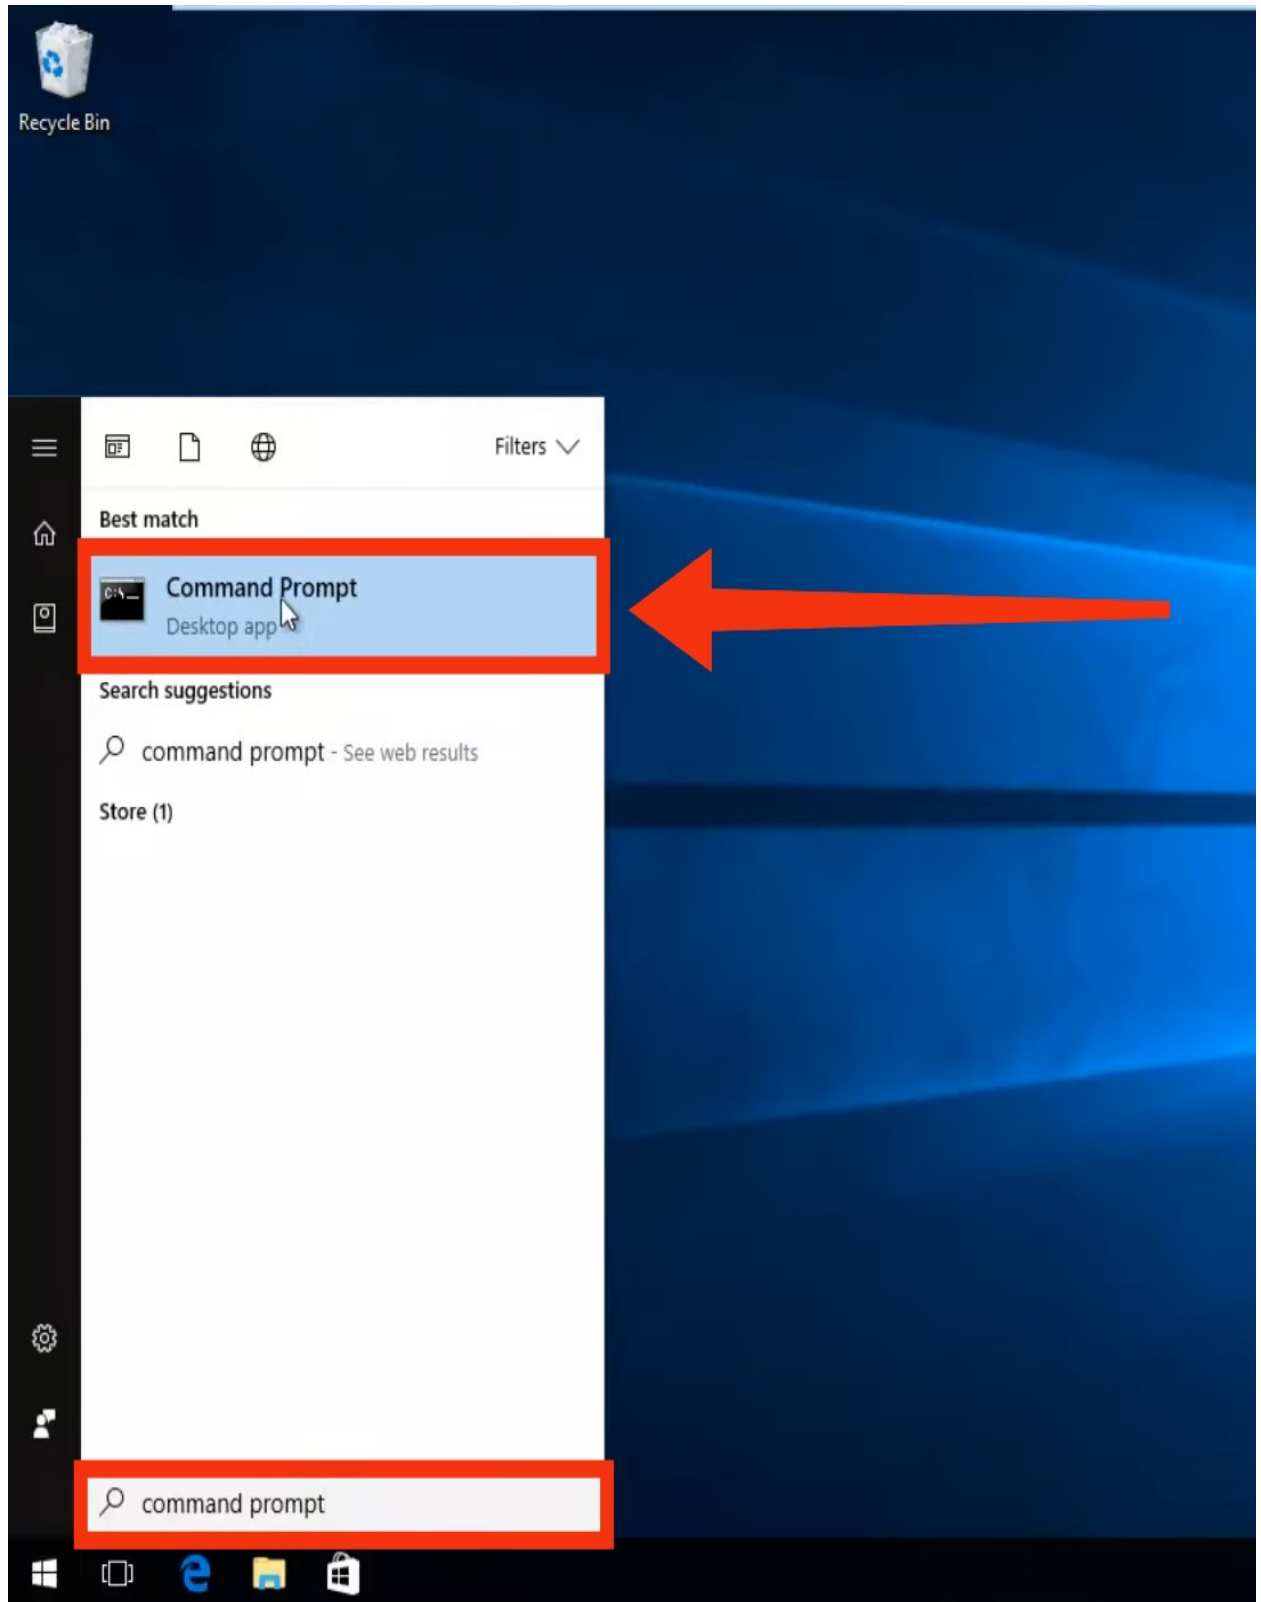 Recycle Bin
Filters
Best match
C:\_
Command Prompt
Desktop app
Search suggestions
command prompt - See web results
Store (1)
command prompt